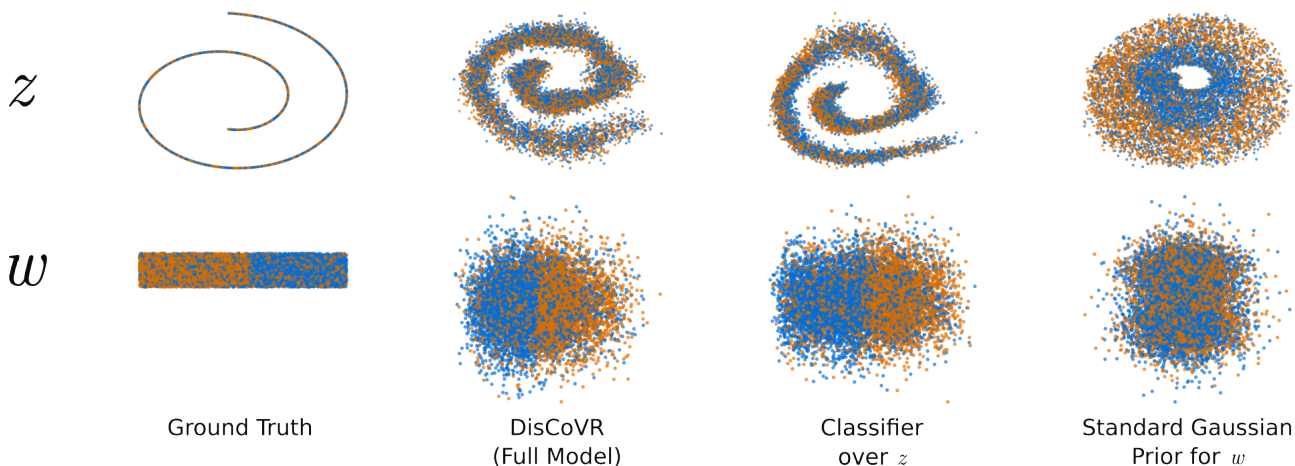 z
w
Ground Truth
DisCoVR
(Full Model)
Classifier
over z
Standard Gaussian
Prior for w